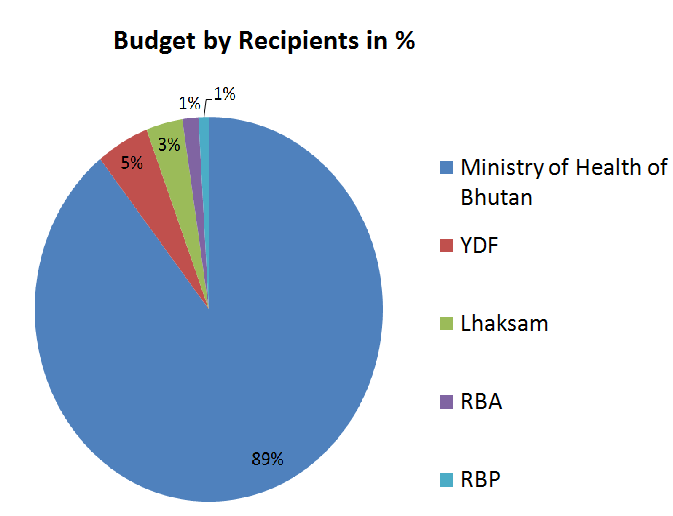 Budget by Recipients in %
1%
1%
3%
5%
89%
Ministry of Health of
Bhutan
YDF
Lhaksam
RBA
RBP